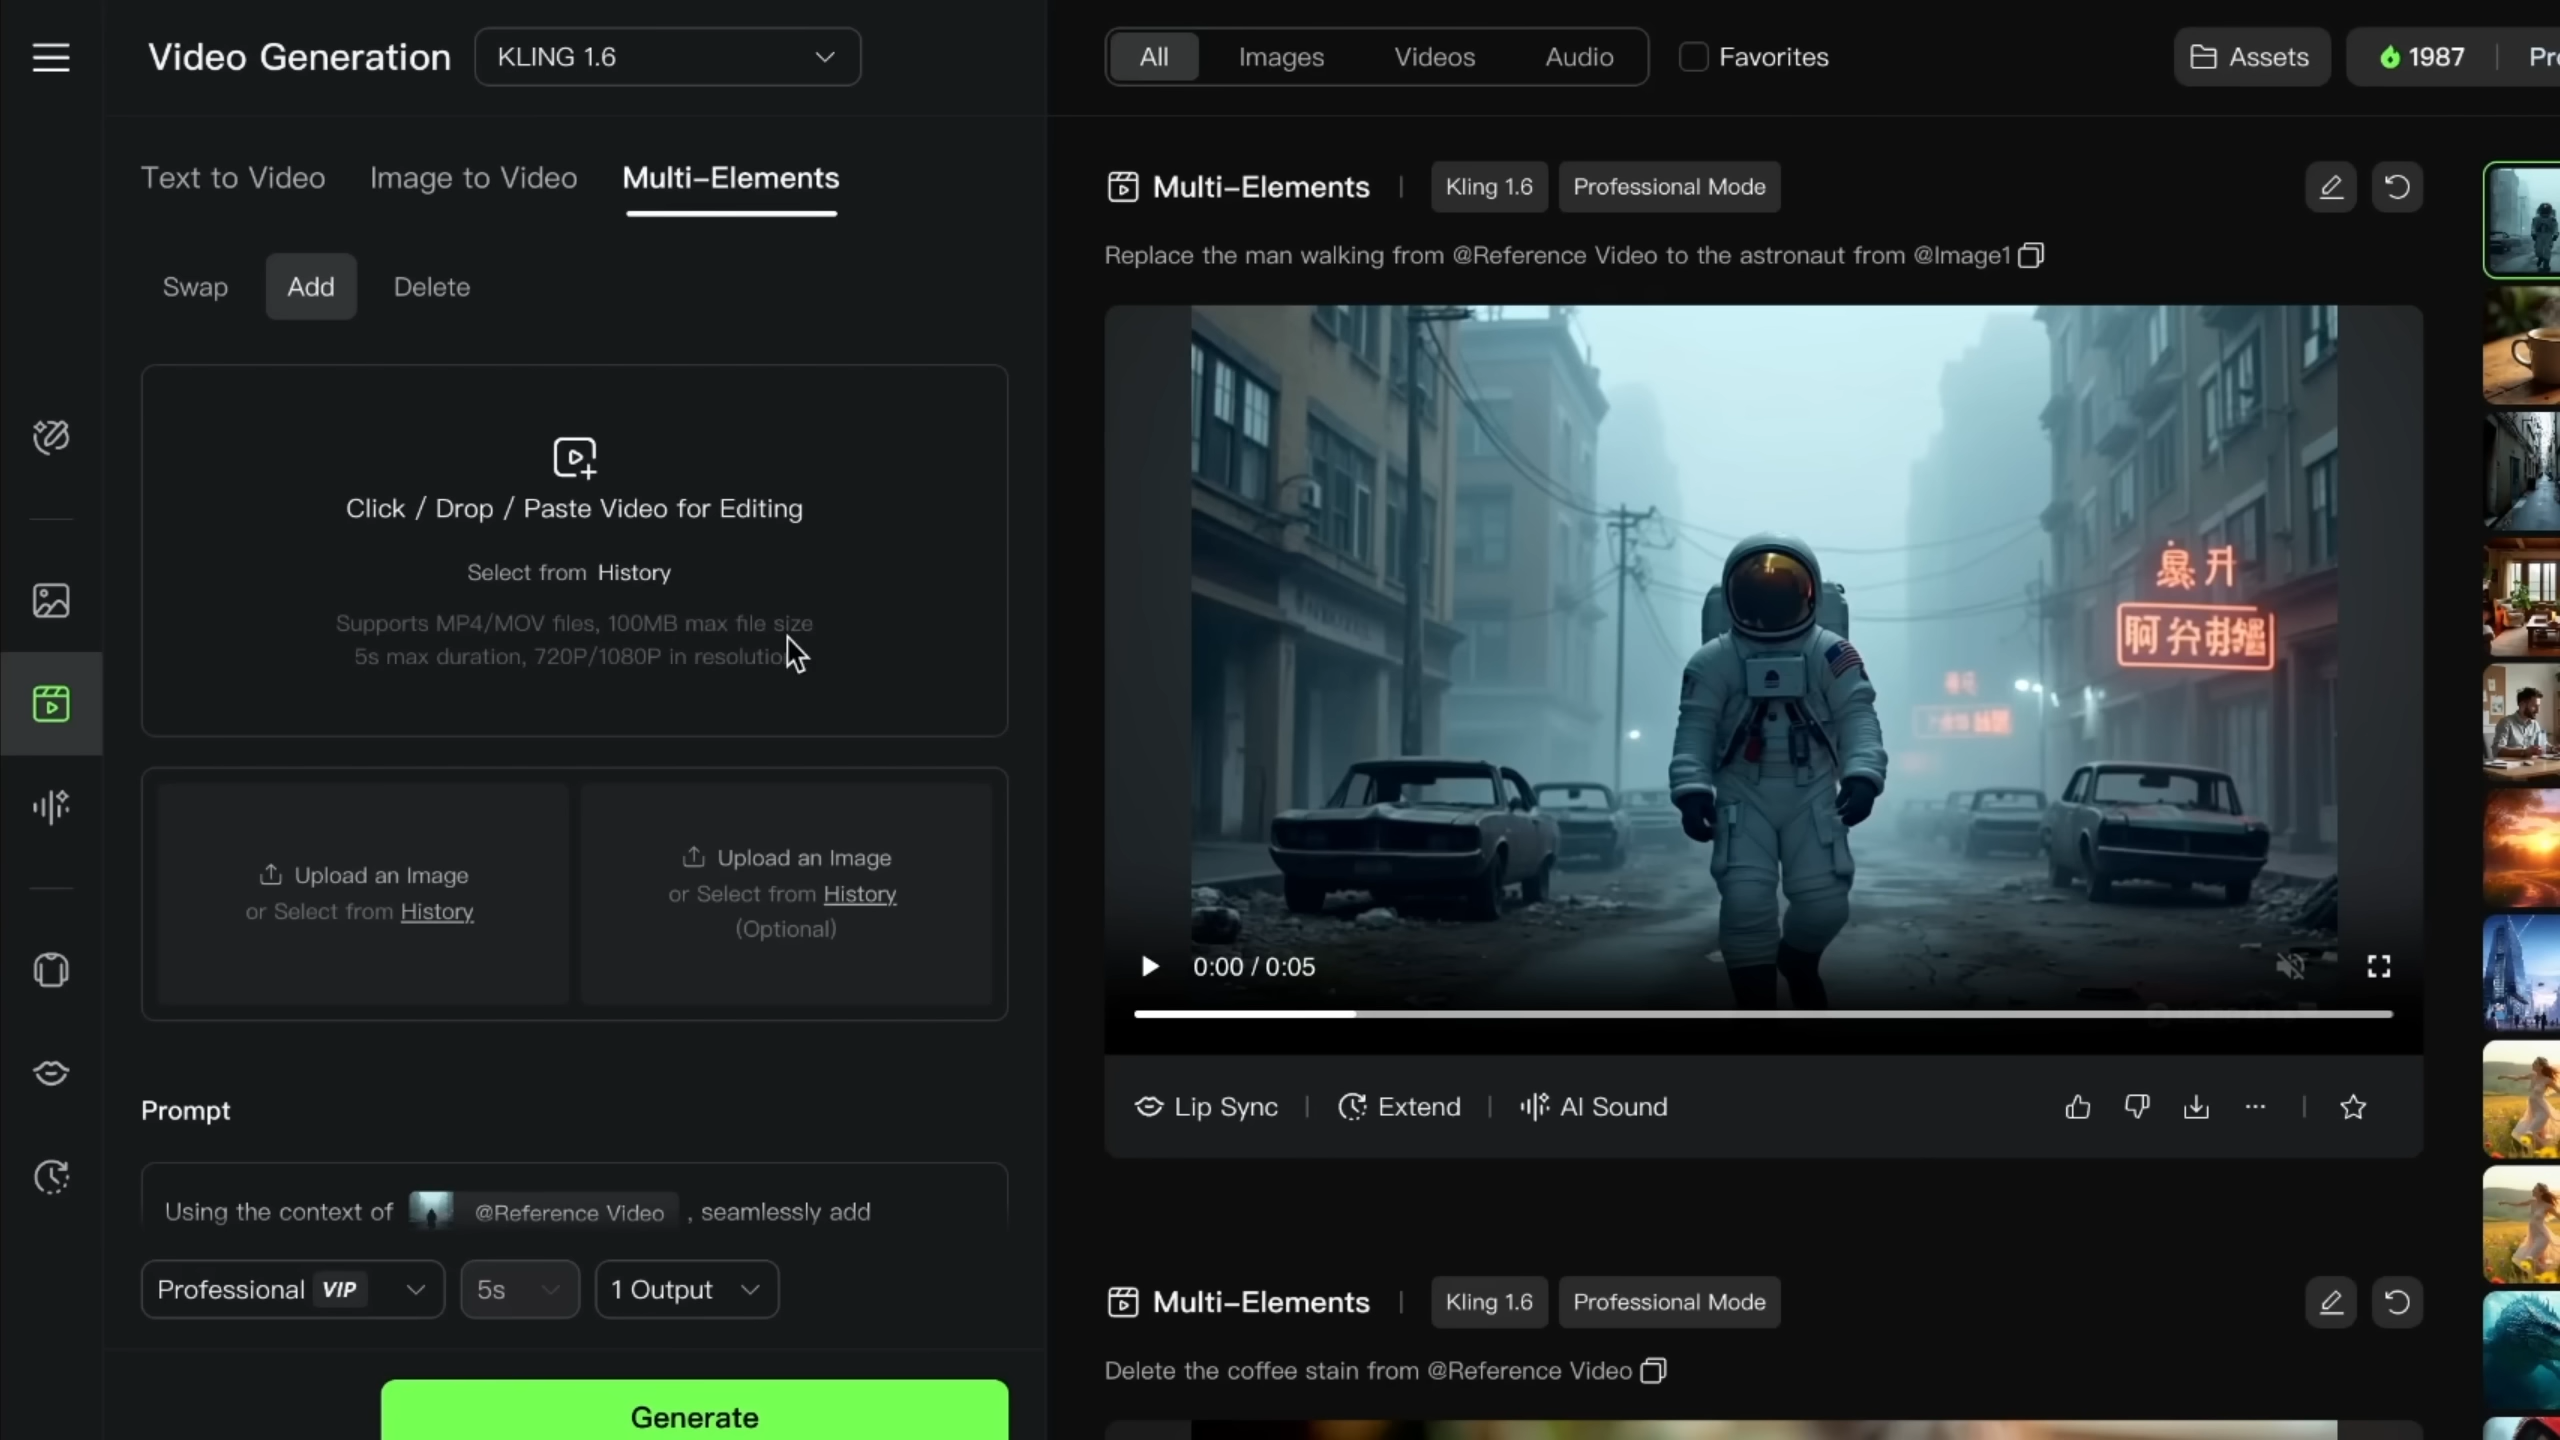 Video Generation
KLING 1.6
All
Images
Videos
Audio
Favorites
Assets
1987
Text to Video
Image to Video
Multi-Elements
Swap
Add
Delete
Click / Drop / Paste Video for Editing
Select from History
Supports MP4/MOV files, 100MB max file size
5s max duration, 720P/1080P in resolution
Upload an Image
or Select from History
Upload an Image
or Select from History
(Optional)
Prompt
Using the context of @Reference Video , seamlessly add
Professional VIP
5s
1 Output
Generate
Multi-Elements
Kling 1.6
Professional Mode
Replace the man walking from @Reference Video to the astronaut from @Image1
0:00 / 0:05
Lip Sync
Extend
AI Sound
Multi-Elements
Kling 1.6
Professional Mode
Delete the coffee stain from @Reference Video